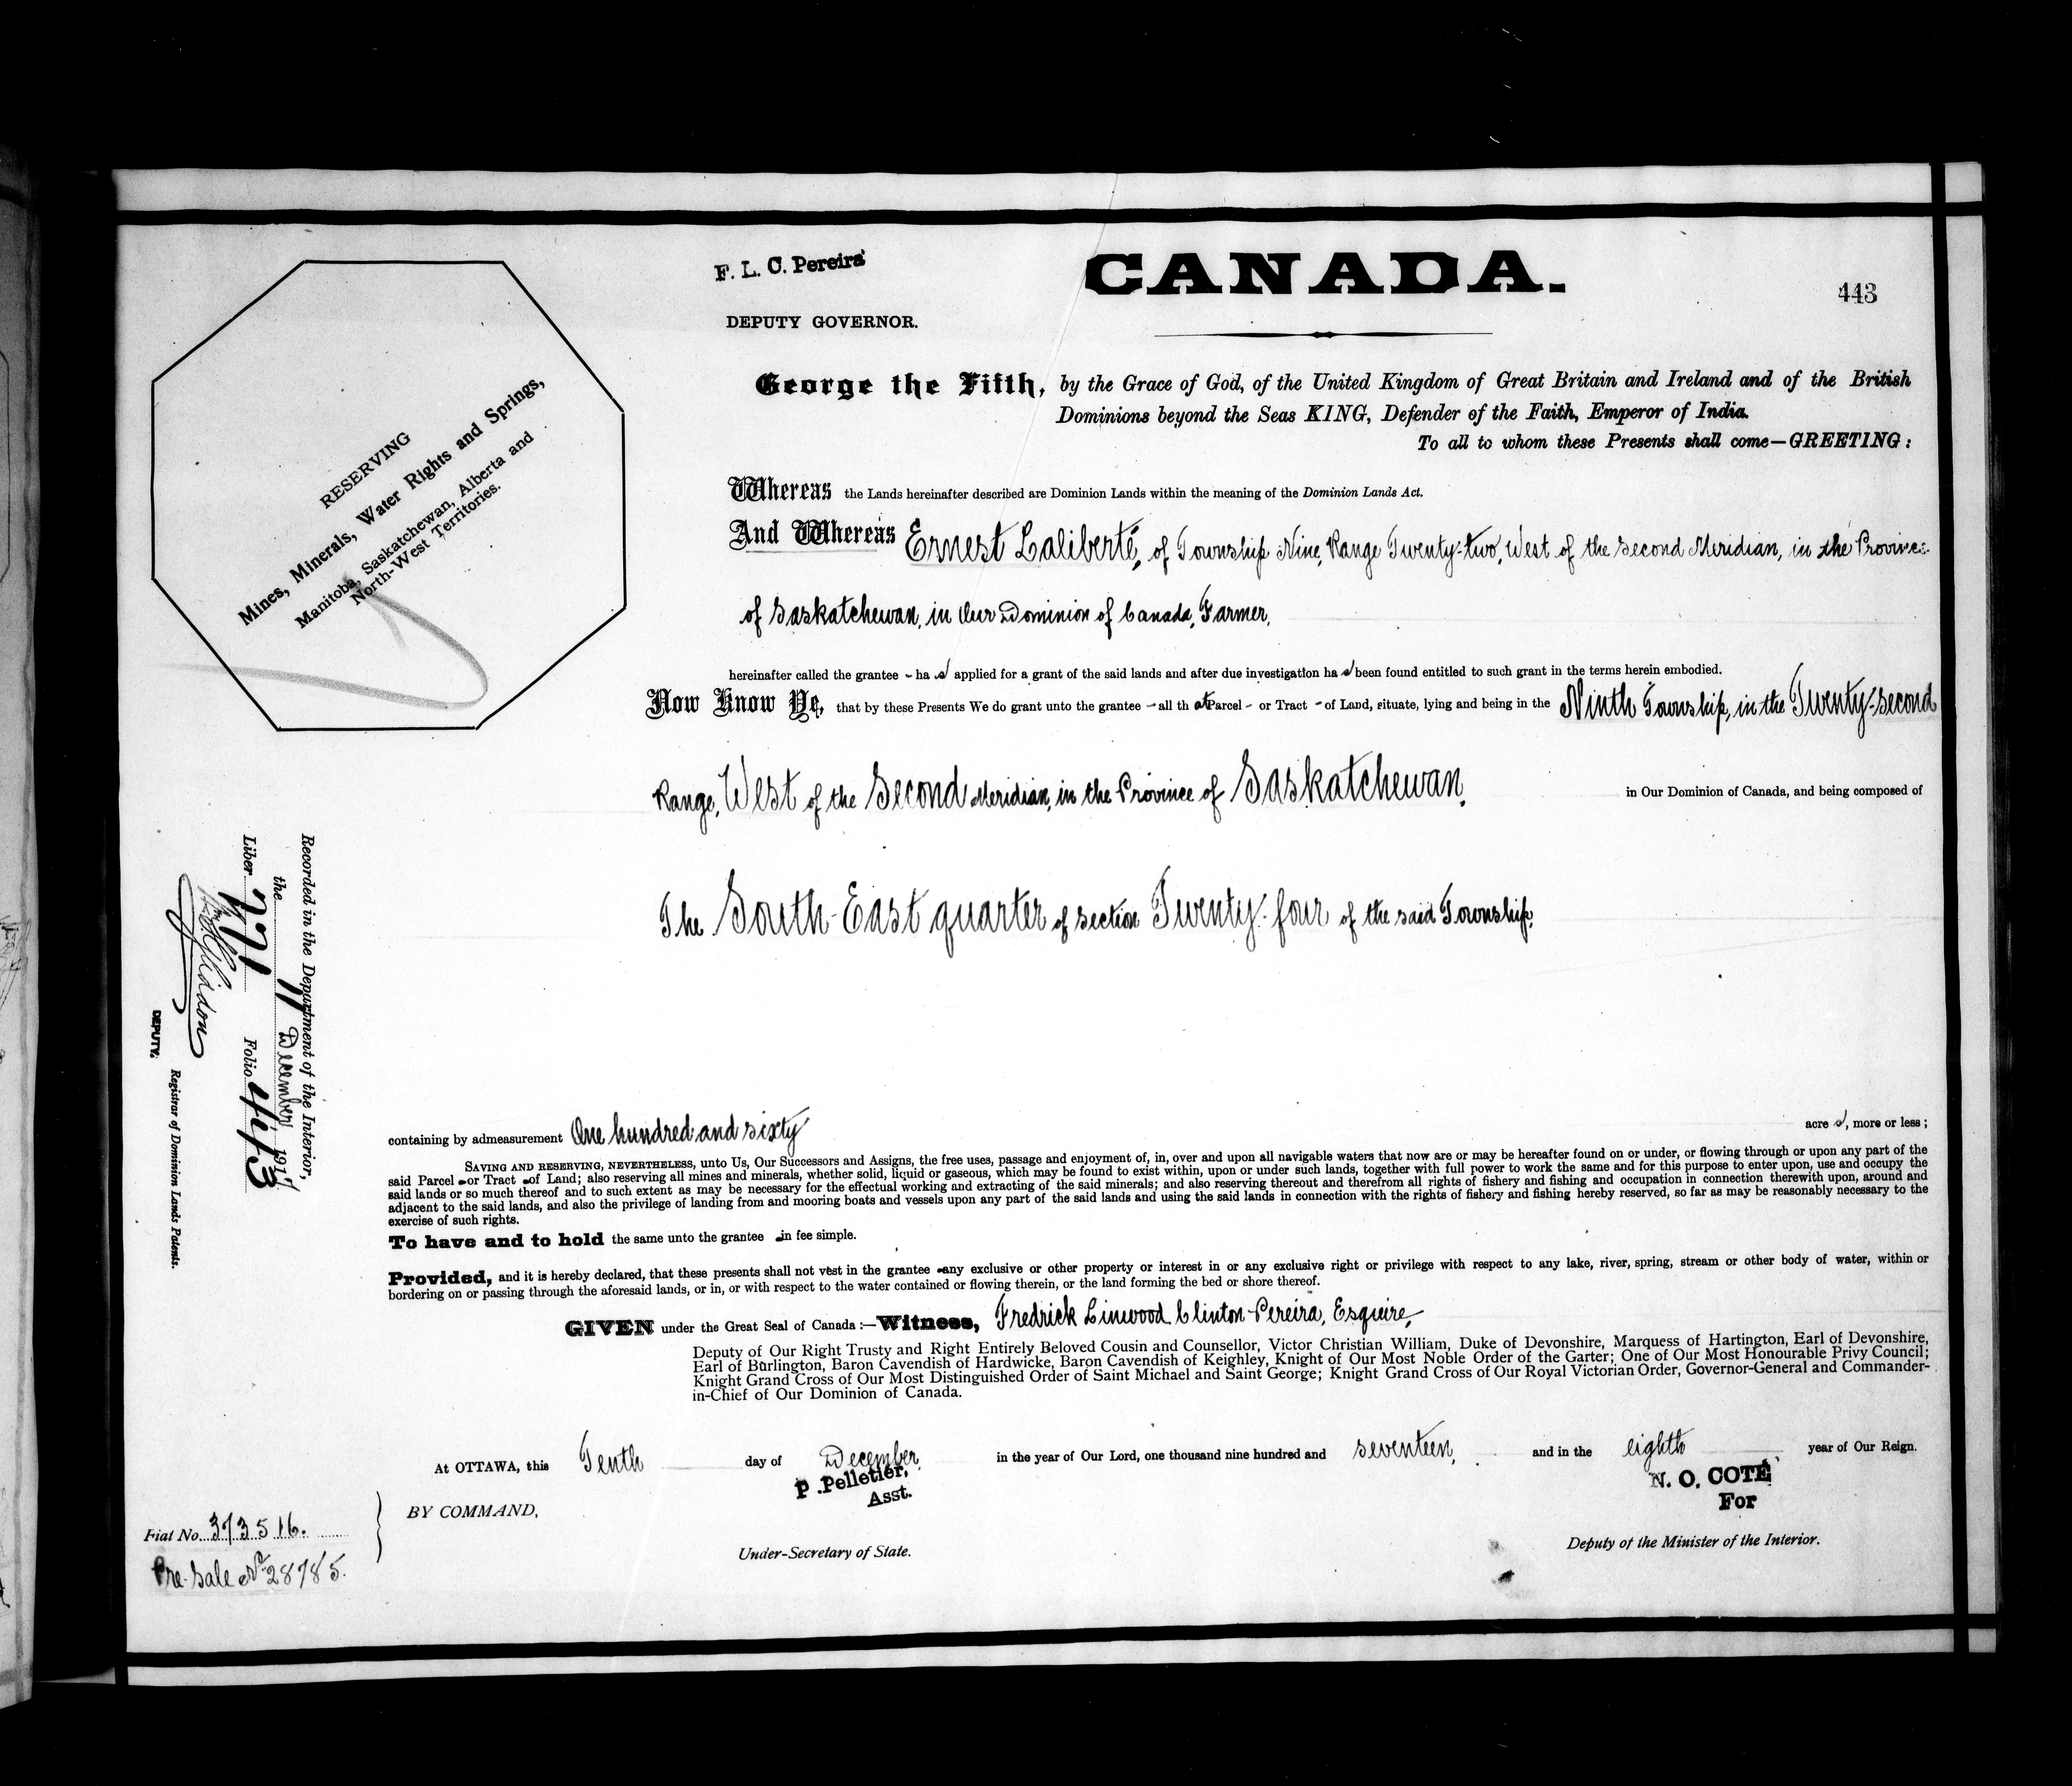 F. L. C. Pereira
DEPUTY GOVERNOR.
CANADA.
443
RESERVING
Mines, Minerals, Water Rights and Springs,
Manitoba, Saskatchewan, Alberta and
North-West Territories.
George the Fifth, by the Grace of God, of the United Kingdom of Great Britain and Ireland and of the British
Dominions beyond the Seas KING, Defender of the Faith, Emperor of India.
To all to whom these Presents shall come—GREETING:
Whereas the Lands hereinafter described are Dominion Lands within the meaning of the Dominion Lands Act.
And Whereas Ernest Laliberté, of Township Nine, Range Twenty-two, West of the Second Meridian, in the Province
of Saskatchewan, in Our Dominion of Canada, Farmer,
hereinafter called the grantee - ha s applied for a grant of the said lands and after due investigation ha s been found entitled to such grant in the terms herein embodied.
Now Know Ye, that by these Presents We do grant unto the grantee - all th at Parcel - or Tract - of Land, situate, lying and being in the Ninth Township, in the Twenty-second
Range, West of the Second Meridian, in the Province of Saskatchewan, in Our Dominion of Canada, and being composed of
The South-East quarter of section Twenty-four of the said Township,
containing by admeasurement One hundred and sixty acre s, more or less;
SAVING AND RESERVING, NEVERTHELESS, unto Us, Our Successors and Assigns, the free uses, passage and enjoyment of, in, over and upon all navigable waters that now are or may be hereafter found on or under, or flowing through or upon any part of the
said Parcel - or Tract - of Land; also reserving all mines and minerals, whether solid, liquid or gaseous, which may be found to exist within, upon or under such lands, together with full power to work the same and for this purpose to enter upon, use and occupy the
said lands or so much thereof and to such extent as may be necessary for the effectual working and extracting of the said minerals; and also reserving thereout and therefrom all rights of fishery and fishing and occupation in connection therewith upon, around and
adjacent to the said lands, and also the privilege of landing from and mooring boats and vessels upon any part of the said lands and using the said lands in connection with the rights of fishery and fishing hereby reserved, so far as may be reasonably necessary to the
exercise of such rights.
To have and to hold the same unto the grantee - in fee simple.
Provided, and it is hereby declared, that these presents shall not vest in the grantee - any exclusive or other property or interest in or any exclusive right or privilege with respect to any lake, river, spring, stream or other body of water, within or
bordering on or passing through the aforesaid lands, or in, or with respect to the water contained or flowing therein, or the land forming the bed or shore thereof.
GIVEN under the Great Seal of Canada:—Witness, Fredrick Linwood Clinton Pereira, Esquire,
Deputy of Our Right Trusty and Right Entirely Beloved Cousin and Counsellor, Victor Christian William, Duke of Devonshire, Marquess of Hartington, Earl of Devonshire,
Earl of Burlington, Baron Cavendish of Hardwicke, Baron Cavendish of Keighley, Knight of Our Most Noble Order of the Garter; One of Our Most Honourable Privy Council;
Knight Grand Cross of Our Most Distinguished Order of Saint Michael and Saint George; Knight Grand Cross of Our Royal Victorian Order, Governor-General and Commander-
in-Chief of Our Dominion of Canada.
At OTTAWA, this Tenth day of December, in the year of Our Lord, one thousand nine hundred and seventeen, and in the eighth year of Our Reign.
P. Pelletier,
Asst.
N. O. COTÉ
For
BY COMMAND,
Under-Secretary of State.
Deputy of the Minister of the Interior.
Fiat No. 373516.
Pre-Sale No 28785.
Recorded in the Department of the Interior,
the 17 December 1917
Liber 271 Folio 443
DEPUTY.
Registrar of Dominion Lands Patents.